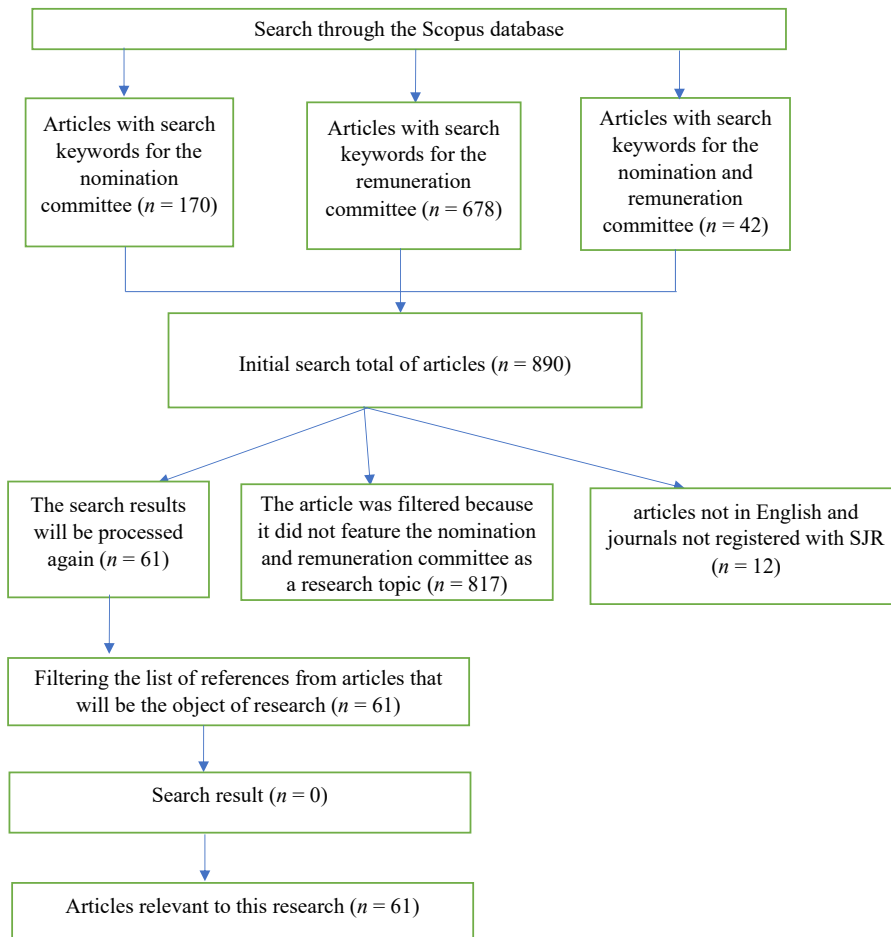 Search through the Scopus database
Articles with search
keywords for the
nomination
committee (n = 170)
Articles with search
keywords for the
remuneration
committee (n = 678)
Articles with search
keywords for the
nomination and
remuneration
committee (n = 42)
Initial search total of articles (n = 890)
The search results
will be processed
again (n = 61)
The article was filtered because
it did not feature the nomination
and remuneration committee as
a research topic (n = 817)
articles not in English and
journals not registered with SJR
(n = 12)
Filtering the list of references from articles that
will be the object of research (n = 61)
Search result (n = 0)
Articles relevant to this research (n = 61)